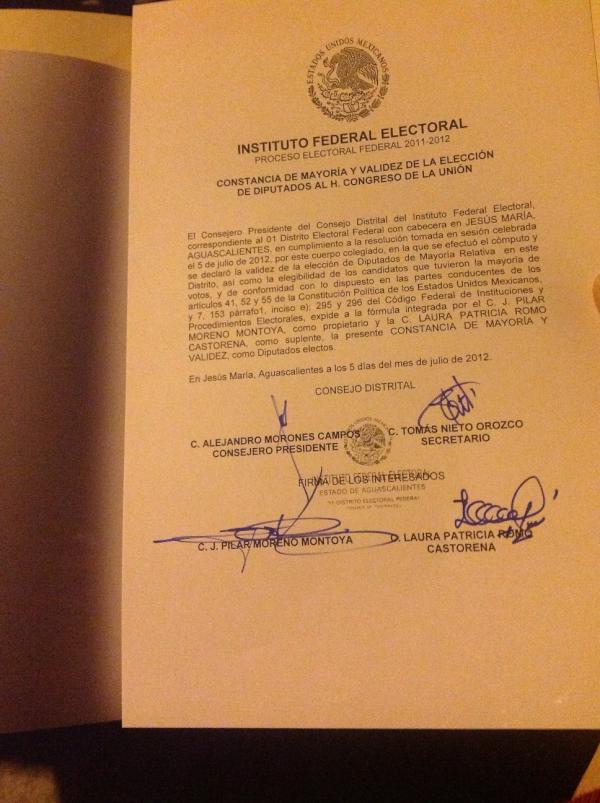 ESTADOS UNIDOS MEXICANOS
INSTITUTO FEDERAL ELECTORAL
PROCESO ELECTORAL FEDERAL 2011-2012
CONSTANCIA DE MAYORÍA Y VALIDEZ DE LA ELECCIÓN
DE DIPUTADOS AL H. CONGRESO DE LA UNIÓN
El Consejero Presidente del Consejo Distrital del Instituto Federal Electoral,
correspondiente al 01 Distrito Electoral Federal con cabecera en JESÚS MARÍA,
AGUASCALIENTES, en cumplimiento a la resolución tomada en sesión celebrada
el 5 de julio de 2012, por este cuerpo colegiado, en la que se efectuó el cómputo y
se declaró la validez de la elección de Diputados de Mayoría Relativa en este
Distrito, así como la elegibilidad de los candidatos que tuvieron la mayoría de
votos, y de conformidad con lo dispuesto en las partes conducentes de los
artículos 41, 52 y 55 de la Constitución Política de los Estados Unidos Mexicanos,
y 7, 153 párrafo1, inciso e); 295 y 296 del Código Federal de Instituciones y
Procedimientos Electorales, expide a la fórmula integrada por el C. J. PILAR
MORENO MONTOYA, como propietario y la C. LAURA PATRICIA ROMO
CASTORENA, como suplente, la presente CONSTANCIA DE MAYORÍA Y
VALIDEZ, como Diputados electos.
En Jesús María, Aguascalientes a los 5 días del mes de julio de 2012.
CONSEJO DISTRITAL
C. ALEJANDRO MORONES CAMPOS C. TOMÁS NIETO OROZCO
CONSEJERO PRESIDENTE SECRETARIO
INSTITUTO FEDERAL ELECTORAL
FIRMA DE LOS INTERESADOS
ESTADO DE AGUASCALIENTES
DISTRITO ELECTORAL FEDERAL
C. J. PILAR MORENO MONTOYA LAURA PATRICIA ROMO
CASTORENA